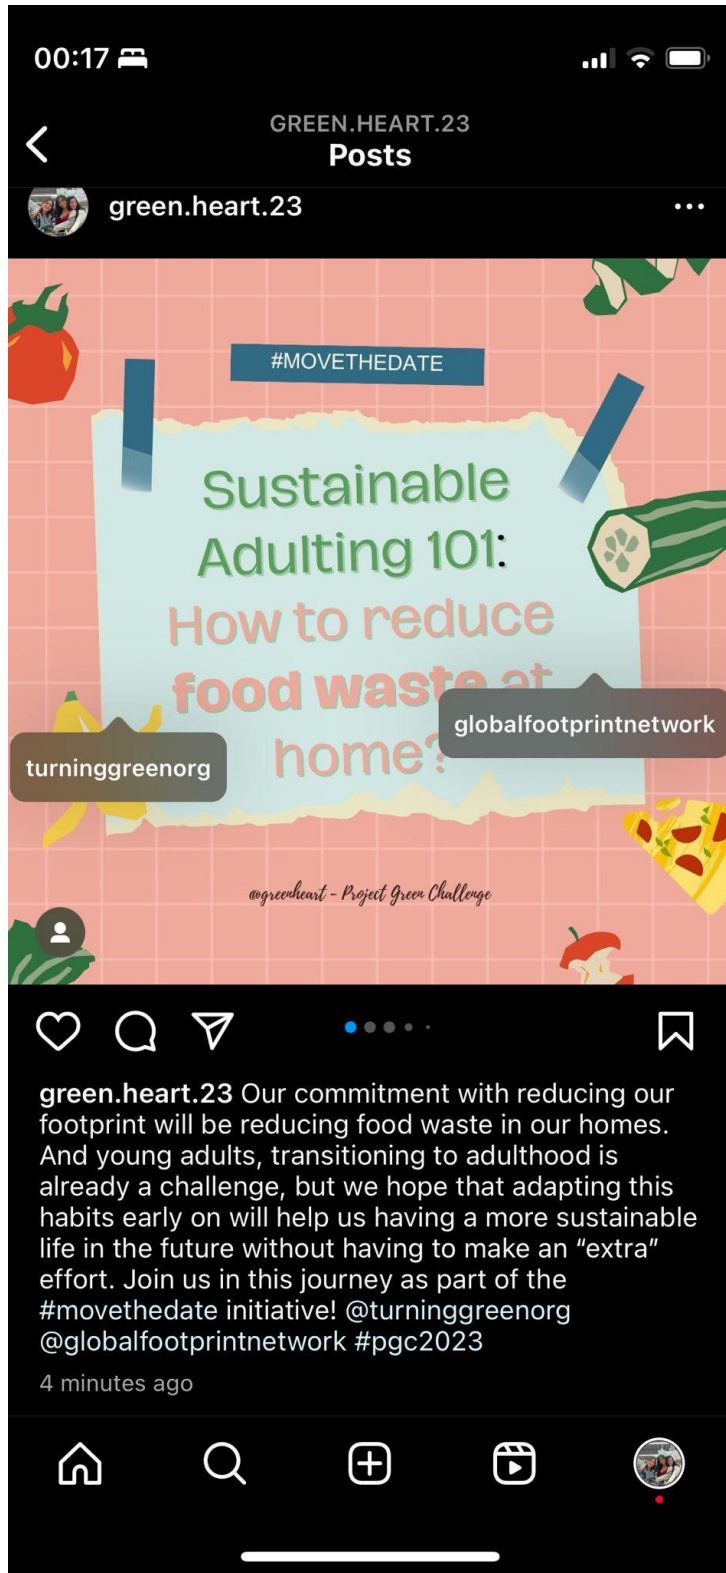 00:17
GREEN.HEART.23
Posts
green.heart.23
#MOVETHEDATE
Sustainable
Adulting 101:
How to reduce
food waste at
home?
globalfootprintnetwork
turninggreenorg
@greenheart - Project Green Challenge
green.heart.23 Our commitment with reducing our
footprint will be reducing food waste in our homes.
And young adults, transitioning to adulthood is
already a challenge, but we hope that adapting this
habits early on will help us having a more sustainable
life in the future without having to make an “extra”
effort. Join us in this journey as part of the
#movethedate initiative! @turninggreenorg
@globalfootprintnetwork #pgc2023
4 minutes ago